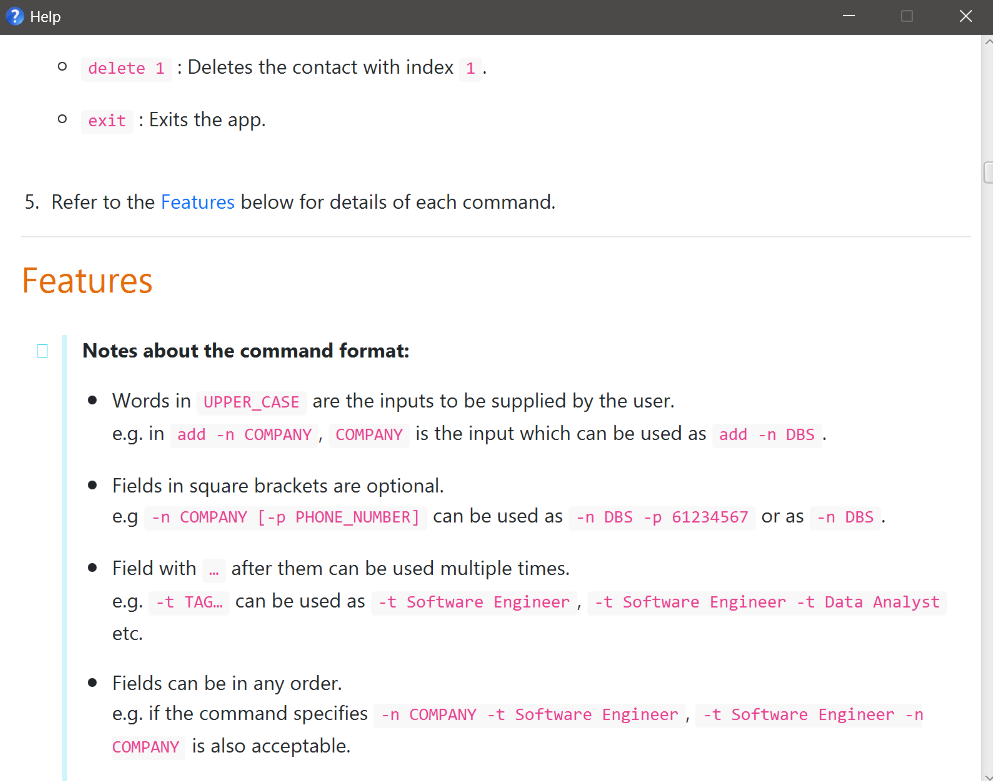 Help
delete 1 : Deletes the contact with index 1 .
exit : Exits the app.
5. Refer to the Features below for details of each command.
Features
Notes about the command format:
Words in UPPER_CASE are the inputs to be supplied by the user.
e.g. in add -n COMPANY , COMPANY is the input which can be used as add -n DBS .
Fields in square brackets are optional.
e.g -n COMPANY [-p PHONE_NUMBER] can be used as -n DBS -p 61234567 or as -n DBS .
Field with … after them can be used multiple times.
e.g. -t TAG… can be used as -t Software Engineer , -t Software Engineer -t Data Analyst
etc.
Fields can be in any order.
e.g. if the command specifies -n COMPANY -t Software Engineer , -t Software Engineer -n
COMPANY is also acceptable.